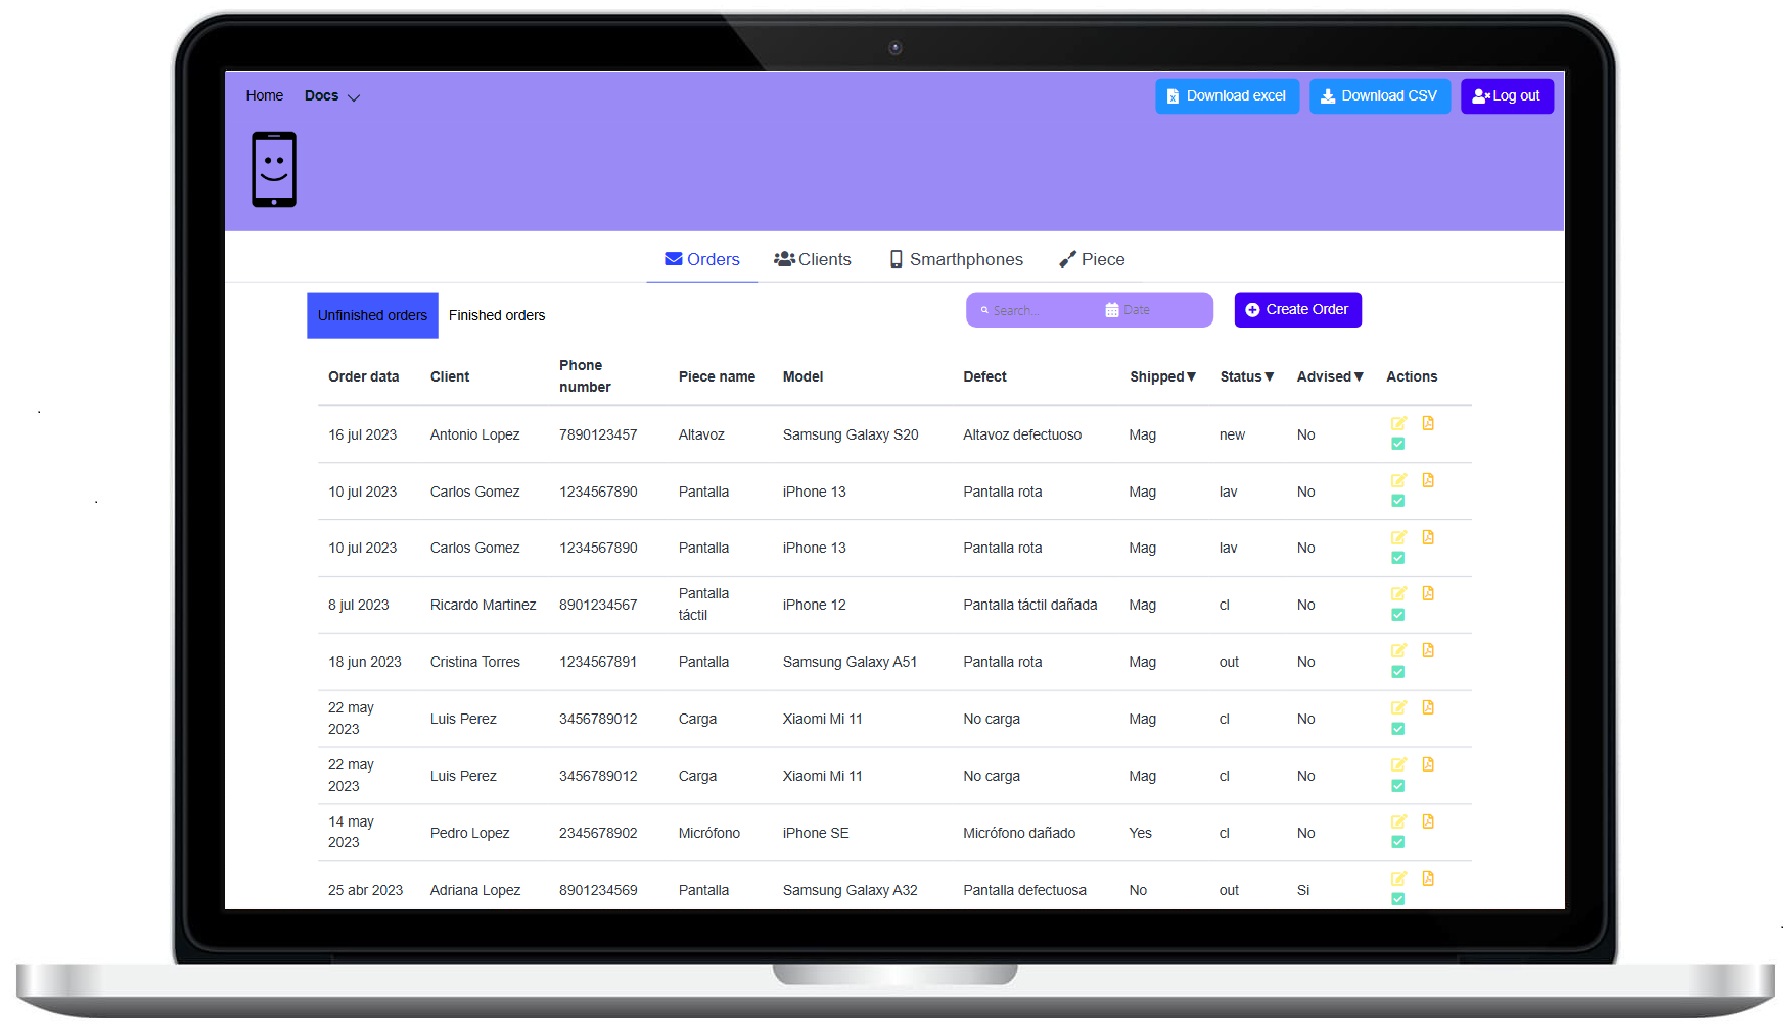 Home Docs Download excel Download CSV Log out
Orders Clients Smarthphones Piece
Unfinished orders Finished orders Search... Date Create Order
Order data Client Phone number Piece name Model Defect Shipped▼ Status▼ Advised▼ Actions
16 jul 2023 Antonio Lopez 7890123457 Altavoz Samsung Galaxy S20 Altavoz defectuoso Mag new No
10 jul 2023 Carlos Gomez 1234567890 Pantalla iPhone 13 Pantalla rota Mag lav No
10 jul 2023 Carlos Gomez 1234567890 Pantalla iPhone 13 Pantalla rota Mag lav No
8 jul 2023 Ricardo Martinez 8901234567 Pantalla táctil iPhone 12 Pantalla táctil dañada Mag cl No
18 jun 2023 Cristina Torres 1234567891 Pantalla Samsung Galaxy A51 Pantalla rota Mag out No
22 may 2023 Luis Perez 3456789012 Carga Xiaomi Mi 11 No carga Mag cl No
22 may 2023 Luis Perez 3456789012 Carga Xiaomi Mi 11 No carga Mag cl No
14 may 2023 Pedro Lopez 2345678902 Micrófono iPhone SE Micrófono dañado Yes cl No
25 abr 2023 Adriana Lopez 8901234569 Pantalla Samsung Galaxy A32 Pantalla defectuosa No out Si